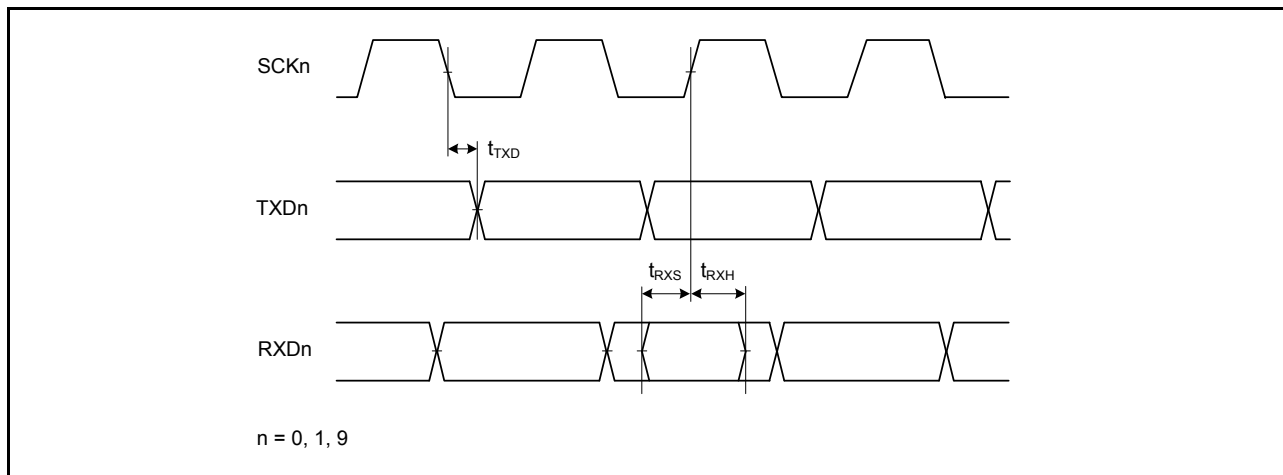 SCKn
tTXD
TXDn
tRXS tRXH
RXDn
n = 0, 1, 9